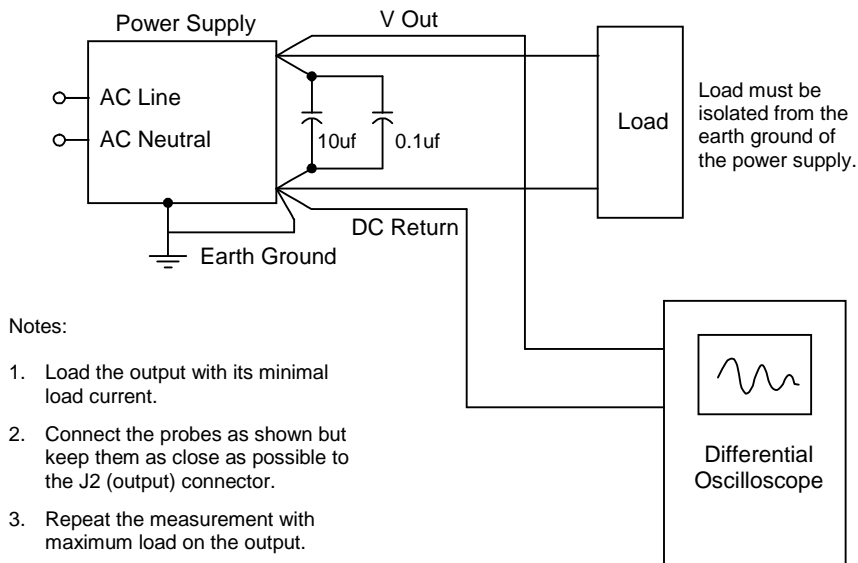 Power Supply
V Out
AC Line
AC Neutral
10uf
0.1uf
Load
Load must be
isolated from the
earth ground of
the power supply.
DC Return
Earth Ground
Notes:
1. Load the output with its minimal
load current.
2. Connect the probes as shown but
keep them as close as possible to
the J2 (output) connector.
3. Repeat the measurement with
maximum load on the output.
Differential
Oscilloscope